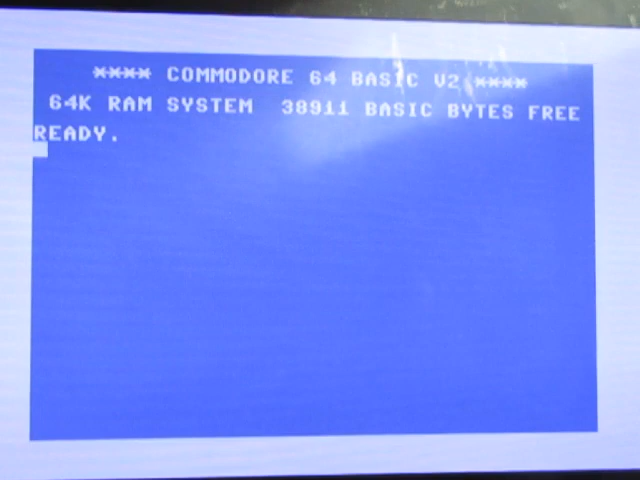 **** COMMODORE 64 BASIC V2 ****
64K RAM SYSTEM 38911 BASIC BYTES FREE
READY.